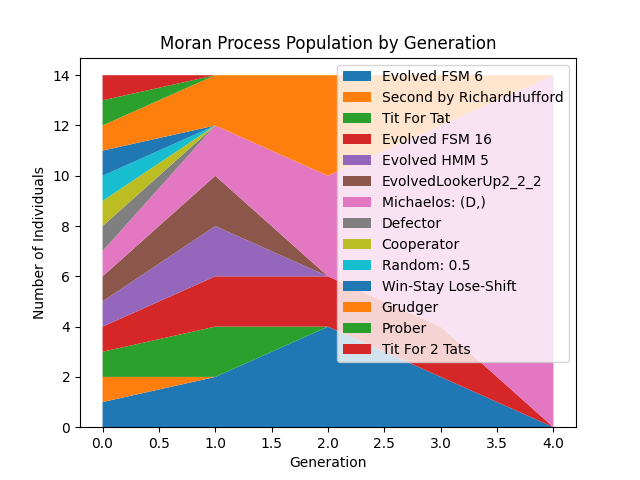 Moran Process Population by Generation
Number of Individuals
14
12
10
8
6
4
2
0
Evolved FSM 6
Second by RichardHufford
Tit For Tat
Evolved FSM 16
Evolved HMM 5
EvolvedLookerUp2_2_2
Michaelos: (D,)
Defector
Cooperator
Random: 0.5
Win-Stay Lose-Shift
Grudger
Prober
Tit For 2 Tats
0.0 0.5 1.0 1.5 2.0 2.5 3.0 3.5 4.0
Generation